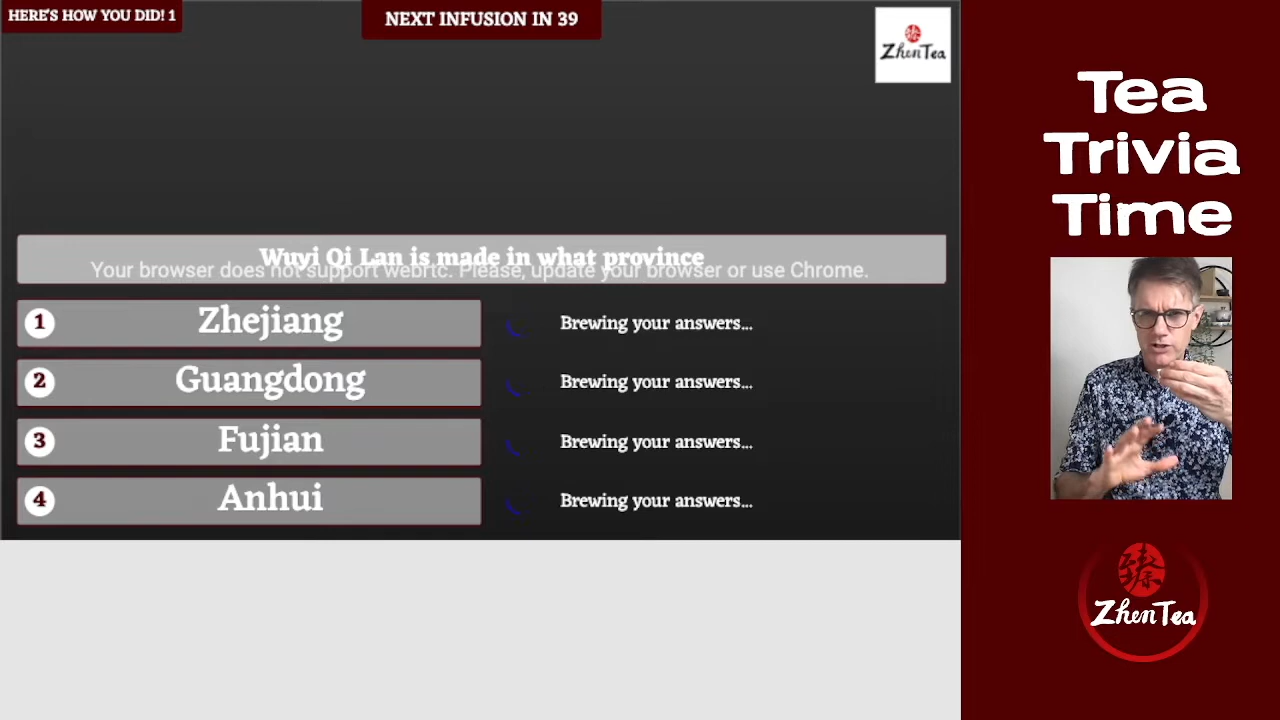 HERE'S HOW YOU DID! 1
NEXT INFUSION IN 39
ZhenTea
Tea
Trivia
Time
Wuyi Qi Lan is made in what province
Your browser does not support webrtc. Please, update your browser or use Chrome.
1 Zhejiang Brewing your answers...
2 Guangdong Brewing your answers...
3 Fujian Brewing your answers...
4 Anhui Brewing your answers...
臻
ZhenTea